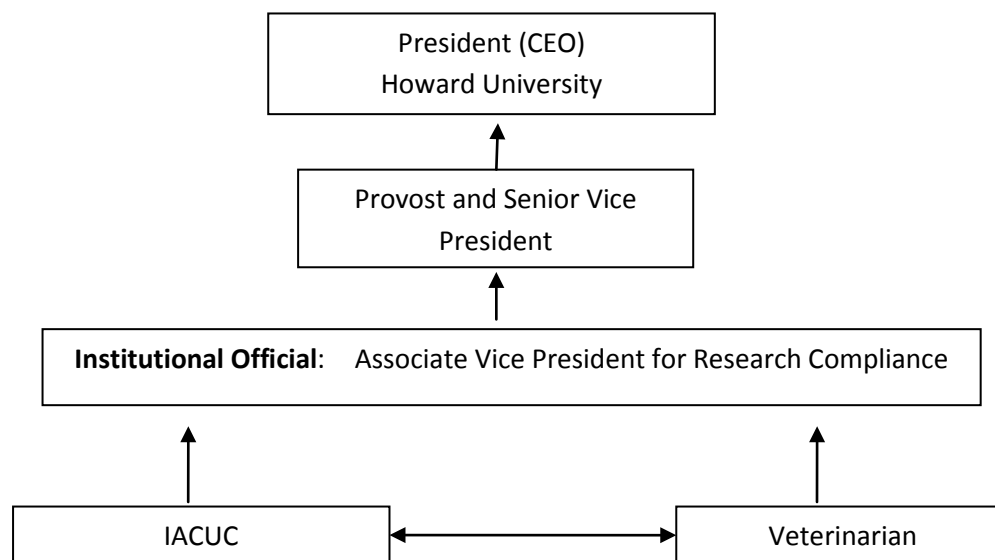 President (CEO)
Howard University
Provost and Senior Vice
President
Institutional Official: Associate Vice President for Research Compliance
IACUC
Veterinarian